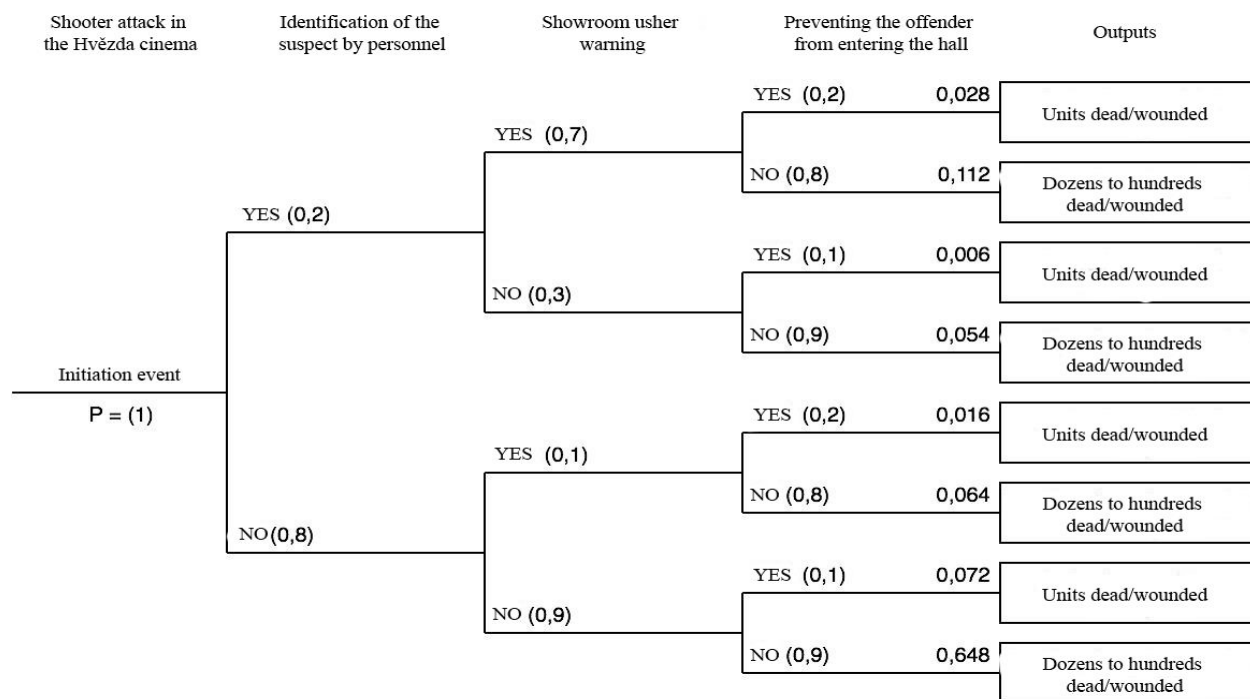 Shooter attack in
the Hvězda cinema
Identification of the
suspect by personnel
Showroom usher
warning
Preventing the offender
from entering the hall
Outputs
YES (0,2) 0,028
Units dead/wounded
YES (0,7)
NO (0,8) 0,112
Dozens to hundreds
dead/wounded
YES (0,2)
YES (0,1) 0,006
Units dead/wounded
NO (0,3)
NO (0,9) 0,054
Dozens to hundreds
dead/wounded
Initiation event
P = (1)
YES (0,2) 0,016
Units dead/wounded
YES (0,1)
NO (0,8) 0,064
Dozens to hundreds
dead/wounded
NO(0,8)
YES (0,1) 0,072
Units dead/wounded
NO (0,9)
NO (0,9) 0,648
Dozens to hundreds
dead/wounded